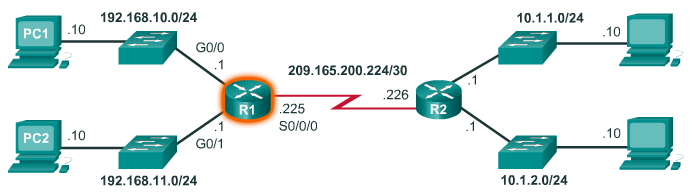 192.168.10.0/24
10.1.1.0/24
PC1
.10
G0/0
.10
.1
209.165.200.224/30
.1
R1
.225
.226
R2
S0/0/0
PC2
.10
.1
G0/1
.1
.10
192.168.11.0/24
10.1.2.0/24